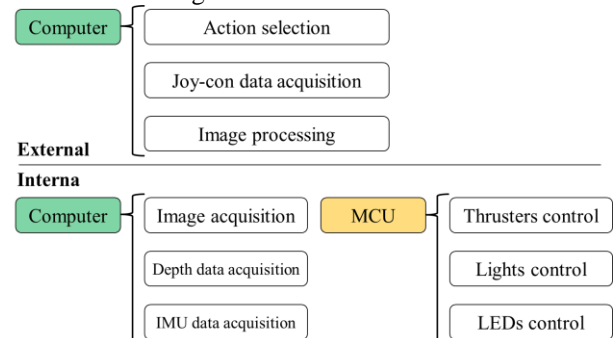 Computer
Action selection
Joy-con data acquisition
Image processing
External
Interna
Computer
Image acquisition
MCU
Thrusters control
Depth data acquisition
Lights control
IMU data acquisition
LEDs control